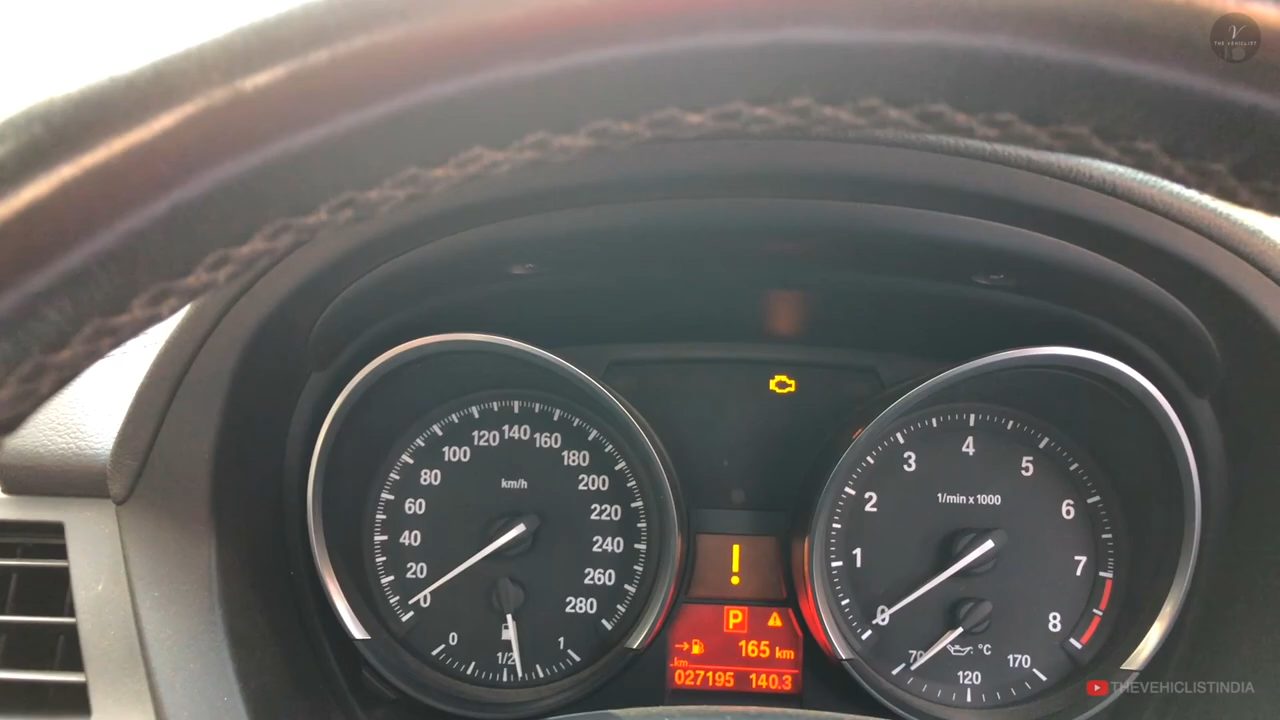 THE VEHICLIST
0 20 40 60 80 100 120 140 160 180 200 220 240 260 280
km/h
0 1/2 1
!
P
165 km
km
027195 140.3
0 1 2 3 4 5 6 7 8
1/min x 1000
°C
70 120 170
THEVEHICLISTINDIA